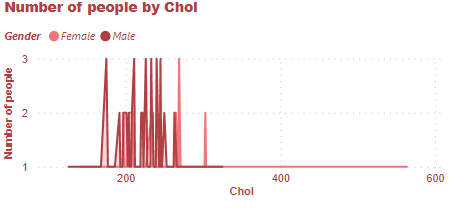 Number of people by Chol
Gender Female Male
3
2
1
Number of people
200 400 600
Chol